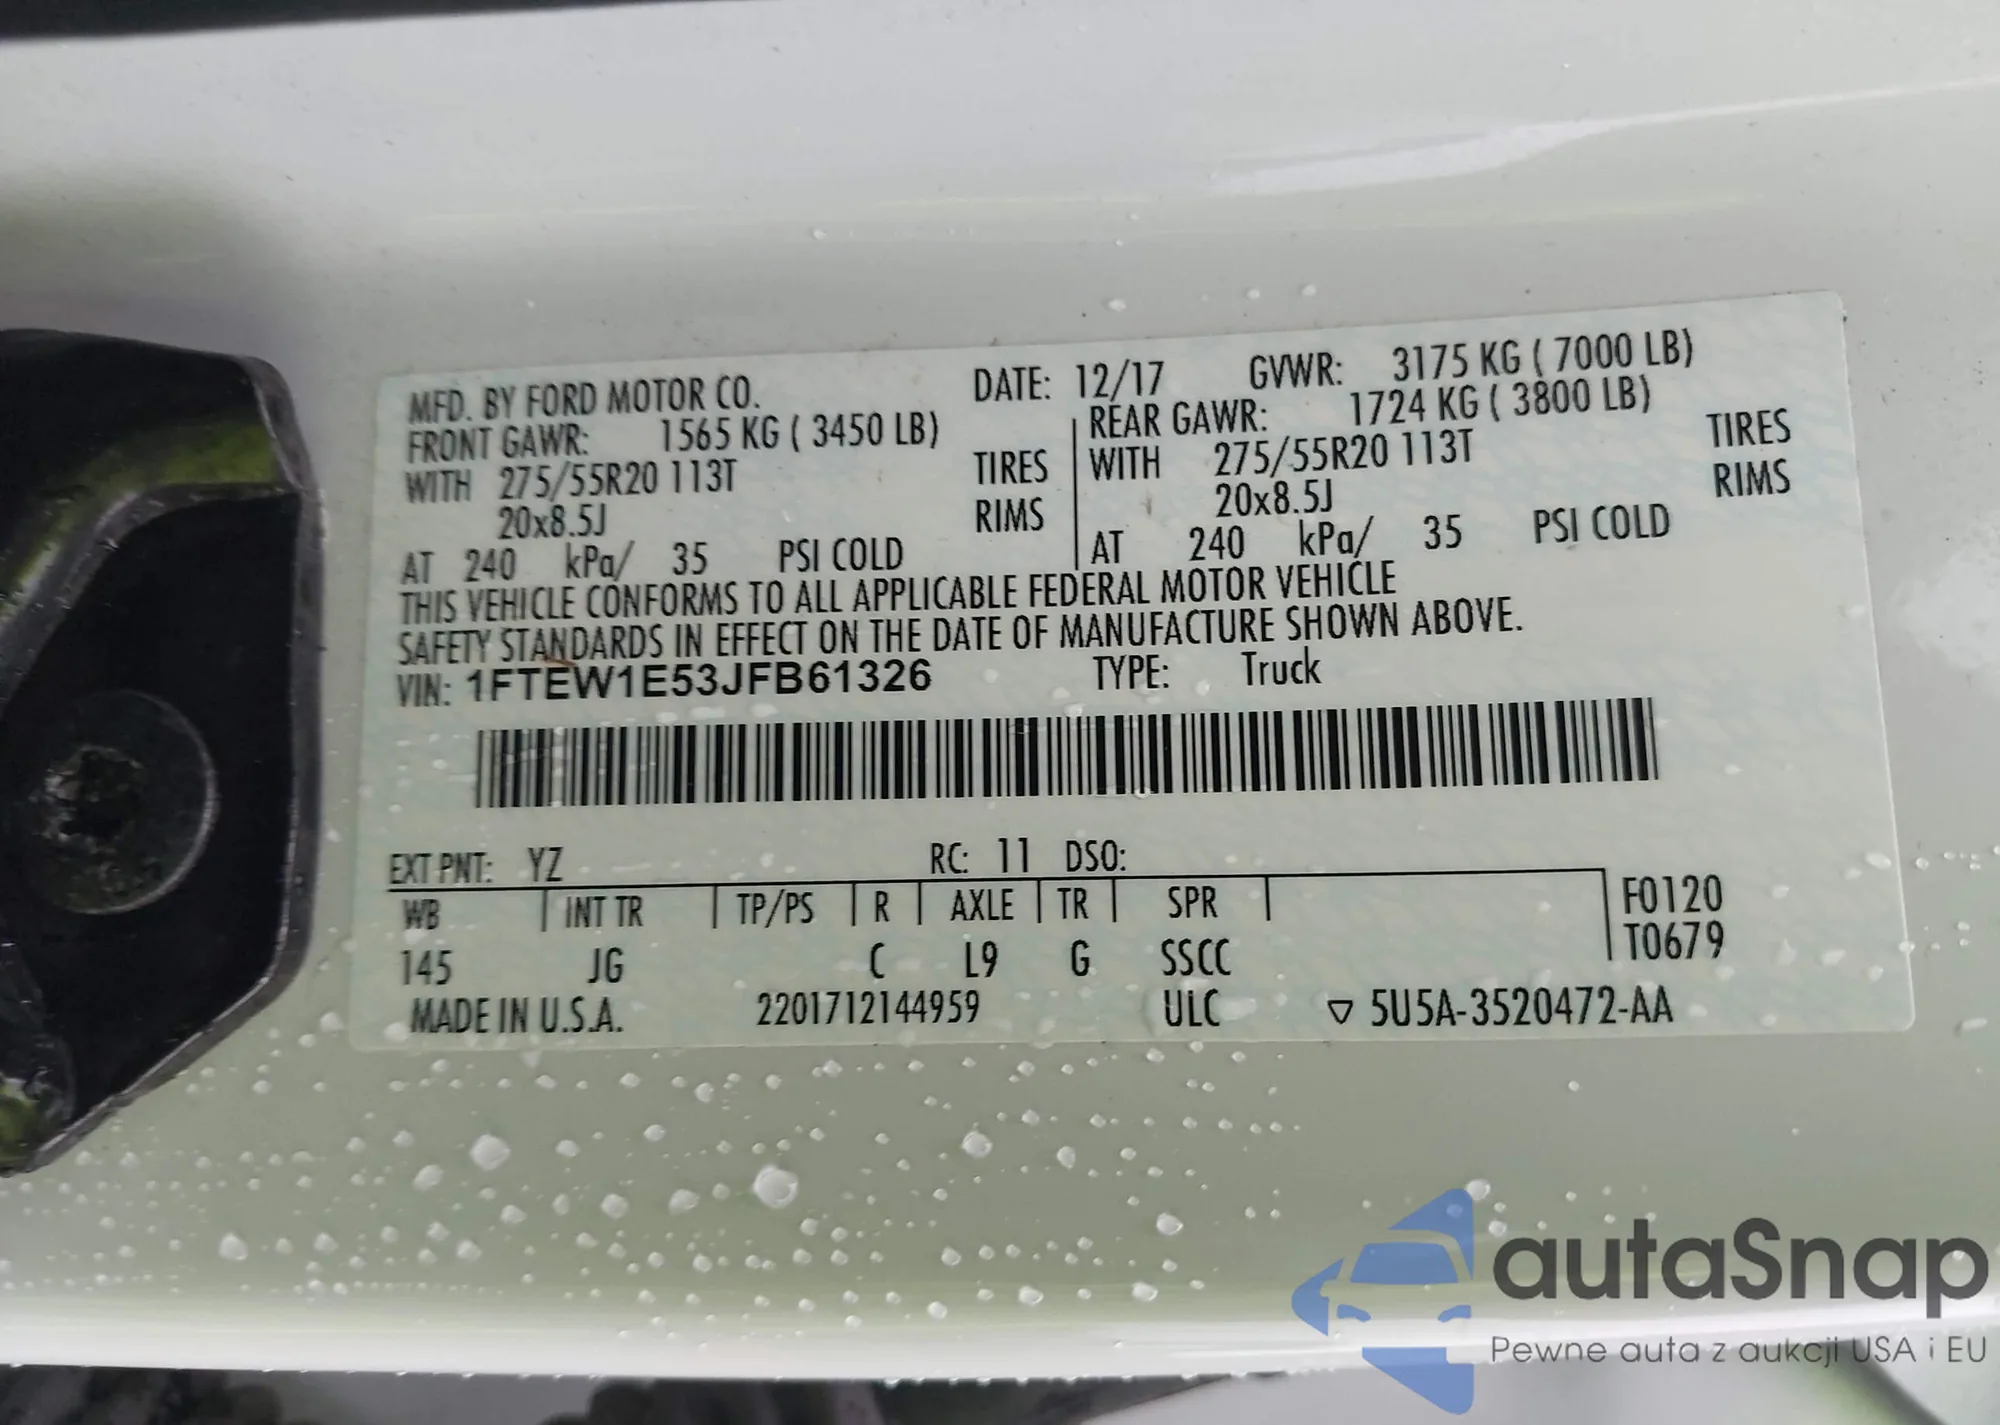 MFD. BY FORD MOTOR CO. DATE: 12/17 GVWR: 3175 KG ( 7000 LB)
FRONT GAWR: 1565 KG ( 3450 LB) REAR GAWR: 1724 KG ( 3800 LB)
WITH 275/55R20 113T TIRES WITH 275/55R20 113T TIRES
20x8.5J RIMS 20x8.5J RIMS
AT 240 kPa/ 35 PSI COLD AT 240 kPa/ 35 PSI COLD
THIS VEHICLE CONFORMS TO ALL APPLICABLE FEDERAL MOTOR VEHICLE
SAFETY STANDARDS IN EFFECT ON THE DATE OF MANUFACTURE SHOWN ABOVE.
VIN: 1FTEW1E53JFB61326 TYPE: Truck
EXT PNT: YZ RC: 11 DSO:
WB INT TR TP/PS R AXLE TR SPR F0120
145 JG C L9 G SSCC T0679
MADE IN U.S.A. 2201712144959 ULC ▽ 5U5A-3520472-AA
autaSnap
Pewne auta z aukcji USA i EU